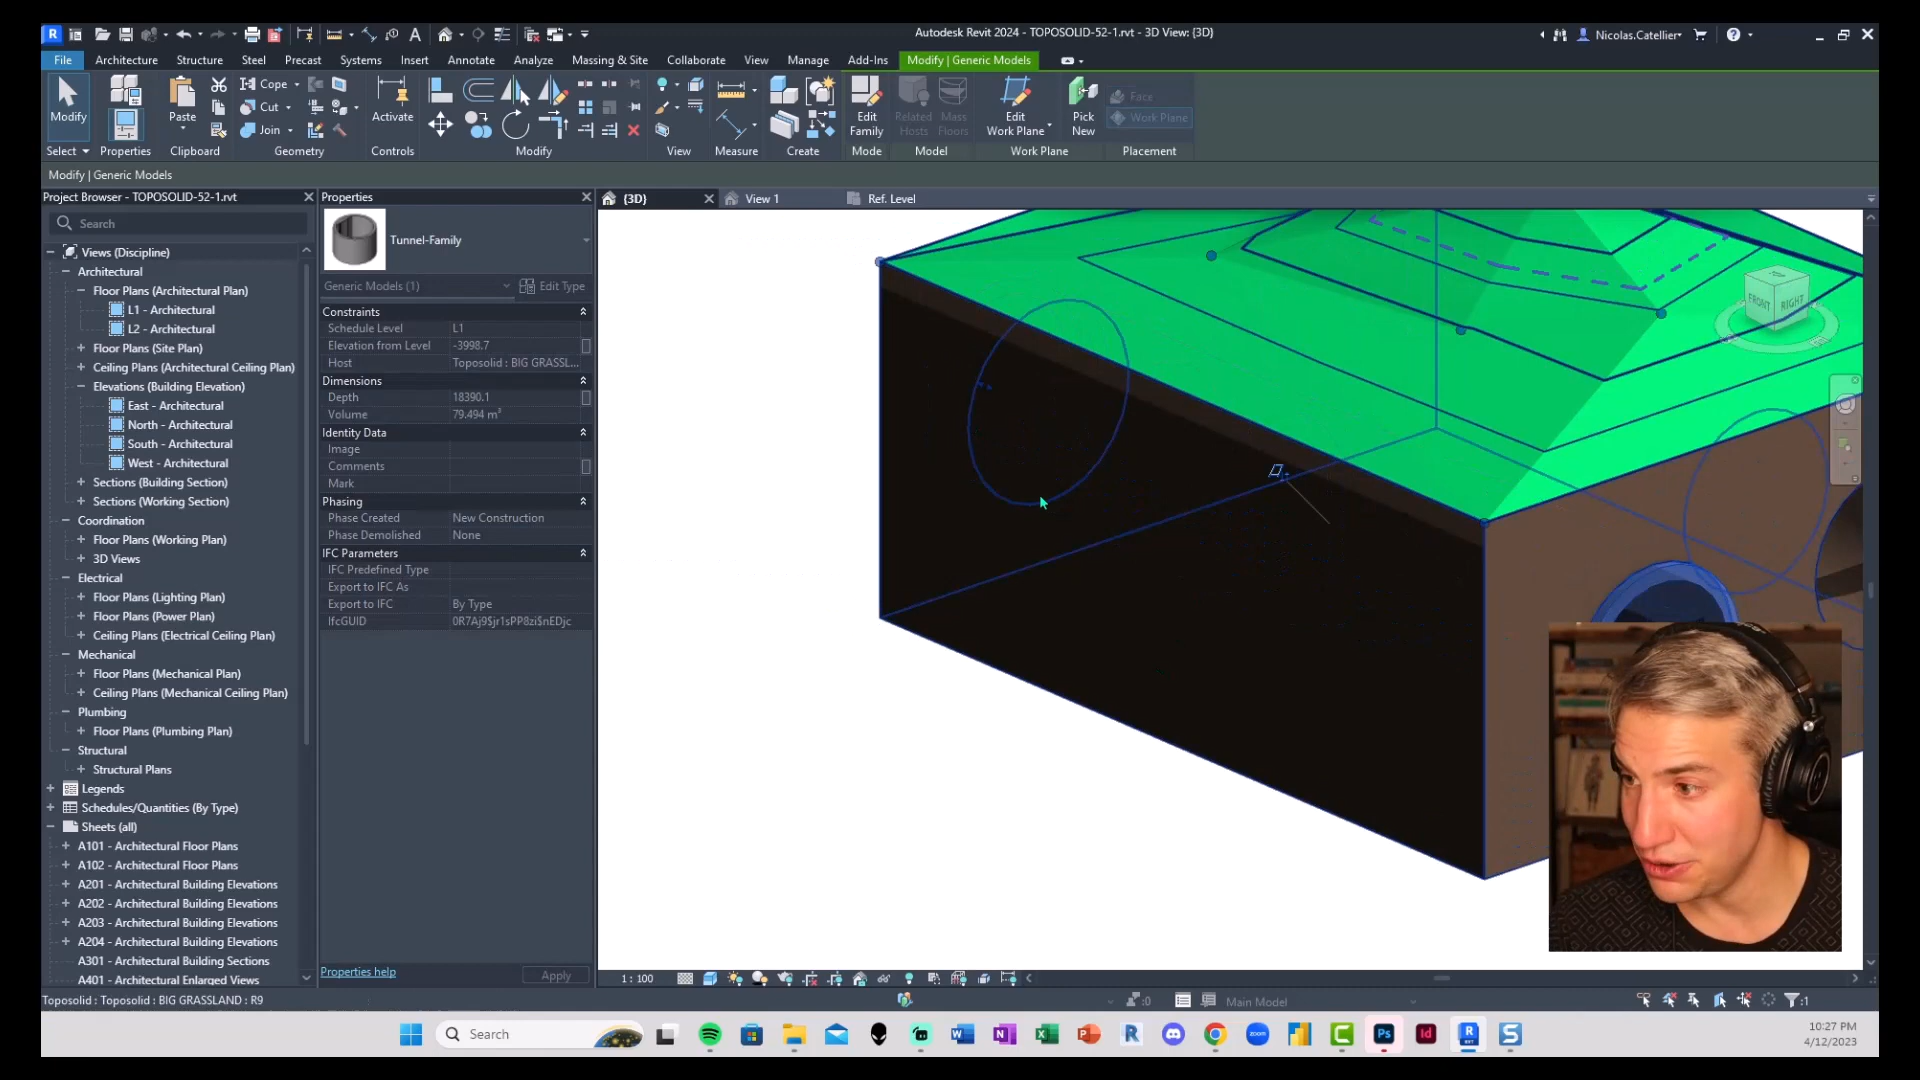 Autodesk Revit 2024 - TOPOSOLID-52-1.rvt - 3D View: {3D}
Nicolas.Catellier
File Architecture Structure Steel Precast Systems Insert Annotate Analyze Massing & Site Collaborate View Manage Add-Ins Modify | Generic Models
Modify
Paste
Cope
Cut
Join
Activate
Edit
Family
Related
Hosts
Mass
Floors
Edit
Work Plane
Pick
New
Face
Work Plane
Select Properties Clipboard Geometry Controls Modify View Measure Create Mode Model Work Plane Placement
Modify | Generic Models
Project Browser - TOPOSOLID-52-1.rvt
Search
Views (Discipline)
Architectural
Floor Plans (Architectural Plan)
L1 - Architectural
L2 - Architectural
Floor Plans (Site Plan)
Ceiling Plans (Architectural Ceiling Plan)
Elevations (Building Elevation)
East - Architectural
North - Architectural
South - Architectural
West - Architectural
Sections (Building Section)
Sections (Working Section)
Coordination
Floor Plans (Working Plan)
3D Views
Electrical
Floor Plans (Lighting Plan)
Floor Plans (Power Plan)
Ceiling Plans (Electrical Ceiling Plan)
Mechanical
Floor Plans (Mechanical Plan)
Ceiling Plans (Mechanical Ceiling Plan)
Plumbing
Floor Plans (Plumbing Plan)
Structural
Structural Plans
Legends
Schedules/Quantities (By Type)
Sheets (all)
A101 - Architectural Floor Plans
A102 - Architectural Floor Plans
A201 - Architectural Building Elevations
A202 - Architectural Building Elevations
A203 - Architectural Building Elevations
A204 - Architectural Building Elevations
A301 - Architectural Building Sections
A401 - Architectural Enlarged Views
Properties
Tunnel-Family
Generic Models (1) Edit Type
Constraints
Schedule Level L1
Elevation from Level -3998.7
Host Toposolid : BIG GRASSL...
Dimensions
Depth 18390.1
Volume 79.494 m³
Identity Data
Image
Comments
Mark
Phasing
Phase Created New Construction
Phase Demolished None
IFC Parameters
IFC Predefined Type
Export to IFC As
Export to IFC By Type
IfcGUID 0R7Aj9$jr1sPP8zi$nEDjc
Properties help Apply
{3D} View 1 Ref. Level
FRONT RIGHT
1 : 100
Toposolid : Toposolid : BIG GRASSLAND : R9
:0 Main Model :1
Search
10:27 PM
4/12/2023